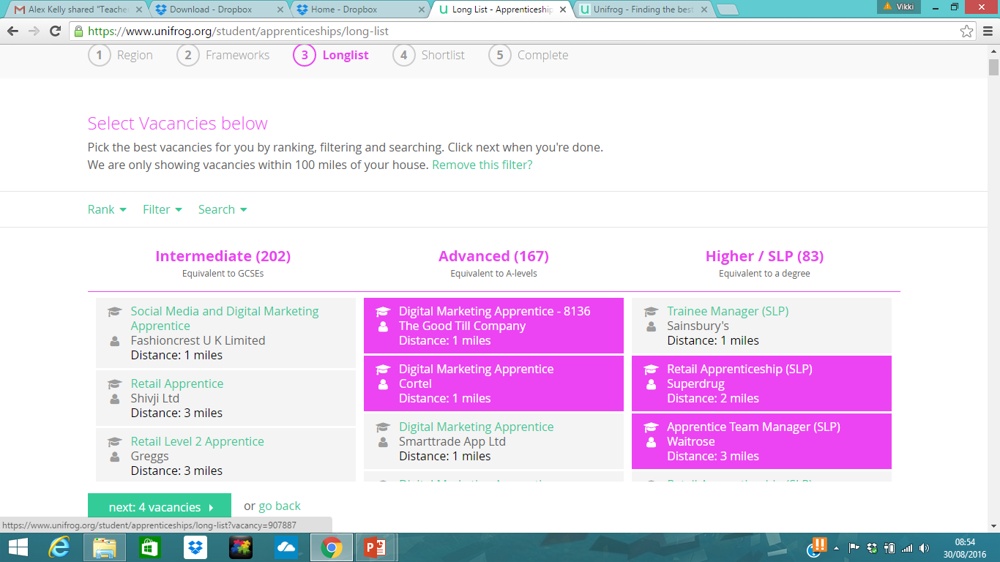 Alex Kelly shared "Teache
Download - Dropbox
Home - Dropbox
Long List - Apprenticeship
Unifrog - Finding the best
Vikki
https://www.unifrog.org/student/apprenticeships/long-list
1 Region
2 Frameworks
3 Longlist
4 Shortlist
5 Complete
Select Vacancies below
Pick the best vacancies for you by ranking, filtering and searching. Click next when you're done.
We are only showing vacancies within 100 miles of your house. Remove this filter?
Rank Filter Search
Intermediate (202)
Equivalent to GCSEs
Social Media and Digital Marketing
Apprentice
Fashioncrest U K Limited
Distance: 1 miles
Retail Apprentice
Shivji Ltd
Distance: 3 miles
Retail Level 2 Apprentice
Greggs
Distance: 3 miles
Advanced (167)
Equivalent to A-levels
Digital Marketing Apprentice - 8136
The Good Till Company
Distance: 1 miles
Digital Marketing Apprentice
Cortel
Distance: 1 miles
Digital Marketing Apprentice
Smarttrade App Ltd
Distance: 1 miles
Higher / SLP (83)
Equivalent to a degree
Trainee Manager (SLP)
Sainsbury's
Distance: 1 miles
Retail Apprenticeship (SLP)
Superdrug
Distance: 2 miles
Apprentice Team Manager (SLP)
Waitrose
Distance: 3 miles
next: 4 vacancies
or go back
https://www.unifrog.org/student/apprenticeships/long-list?vacancy=907887
08:54
30/08/2016